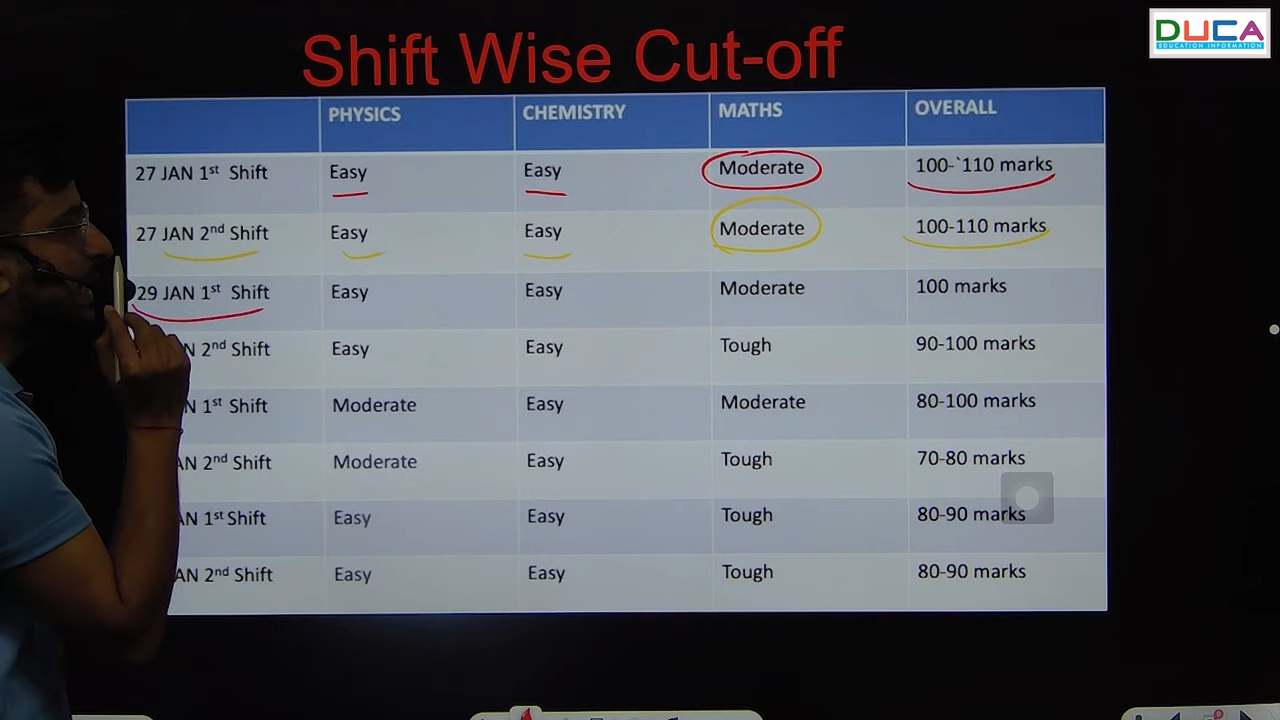 DUCA
EDUCATION INFORMATION
Shift Wise Cut-off
PHYSICS CHEMISTRY MATHS OVERALL
27 JAN 1st Shift Easy Easy Moderate 100-`110 marks
27 JAN 2nd Shift Easy Easy Moderate 100-110 marks
29 JAN 1st Shift Easy Easy Moderate 100 marks
2nd Shift Easy Easy Tough 90-100 marks
1st Shift Moderate Easy Moderate 80-100 marks
2nd Shift Moderate Easy Tough 70-80 marks
1st Shift Easy Easy Tough 80-90 marks
2nd Shift Easy Easy Tough 80-90 marks